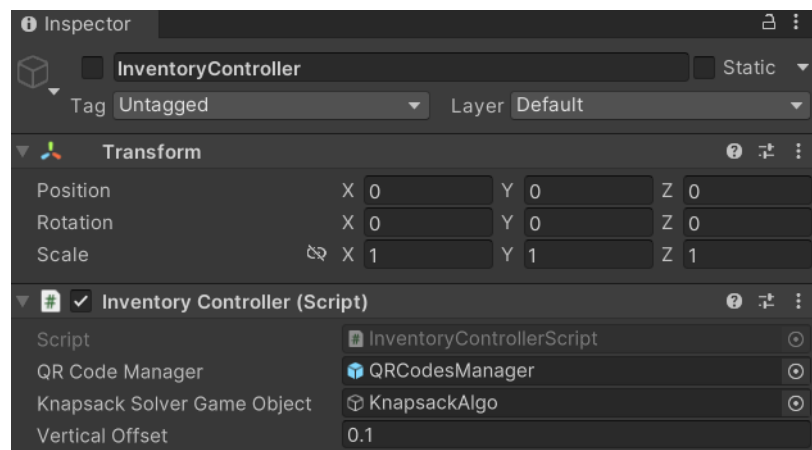 Inspector
InventoryController Static
Tag Untagged Layer Default
Transform
Position X 0 Y 0 Z 0
Rotation X 0 Y 0 Z 0
Scale X 1 Y 1 Z 1
# Inventory Controller (Script)
Script # InventoryControllerScript
QR Code Manager QRCodesManager
Knapsack Solver Game Object KnapsackAlgo
Vertical Offset 0.1